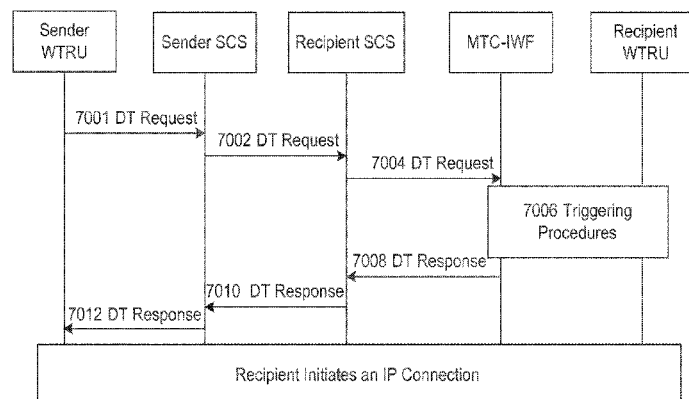 Sender
WTRU
Sender SCS
Recipient SCS
MTC-IWF
Recipient
WTRU
7001 DT Request
7002 DT Request
7004 DT Request
7006 Triggering
Procedures
7008 DT Response
7010 DT Response
7012 DT Response
Recipient Initiates an IP Connection